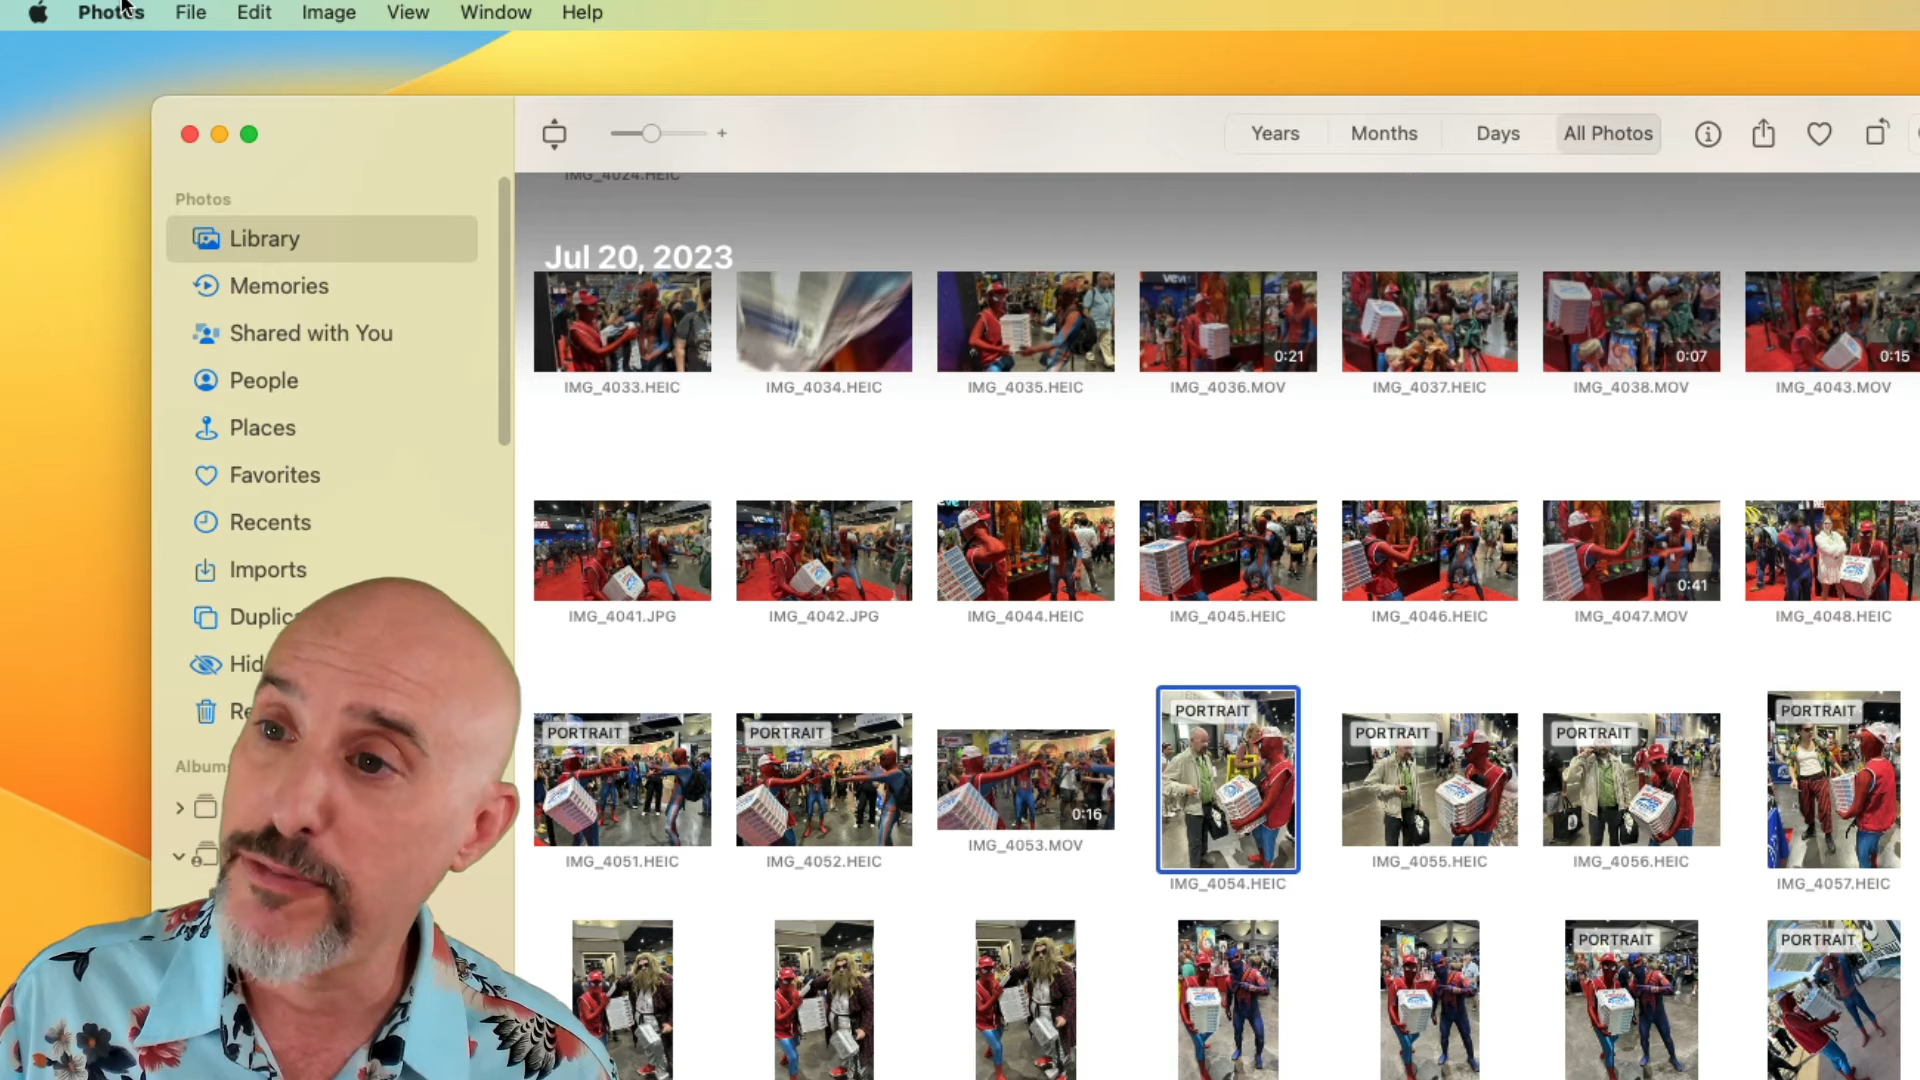 Photos File Edit Image View Window Help
+ Years Months Days All Photos
Photos
Library
Memories
Shared with You
People
Places
Favorites
Recents
Imports
Duplic
Hid
Re
Album
IMG_4024.HEIC
Jul 20, 2023
0:21 0:07 0:15
IMG_4033.HEIC IMG_4034.HEIC IMG_4035.HEIC IMG_4036.MOV IMG_4037.HEIC IMG_4038.MOV IMG_4043.MOV
0:41
IMG_4041.JPG IMG_4042.JPG IMG_4044.HEIC IMG_4045.HEIC IMG_4046.HEIC IMG_4047.MOV IMG_4048.HEIC
PORTRAIT PORTRAIT PORTRAIT PORTRAIT PORTRAIT PORTRAIT
0:16
IMG_4051.HEIC IMG_4052.HEIC IMG_4053.MOV IMG_4054.HEIC IMG_4055.HEIC IMG_4056.HEIC IMG_4057.HEIC
PORTRAIT PORTRAIT